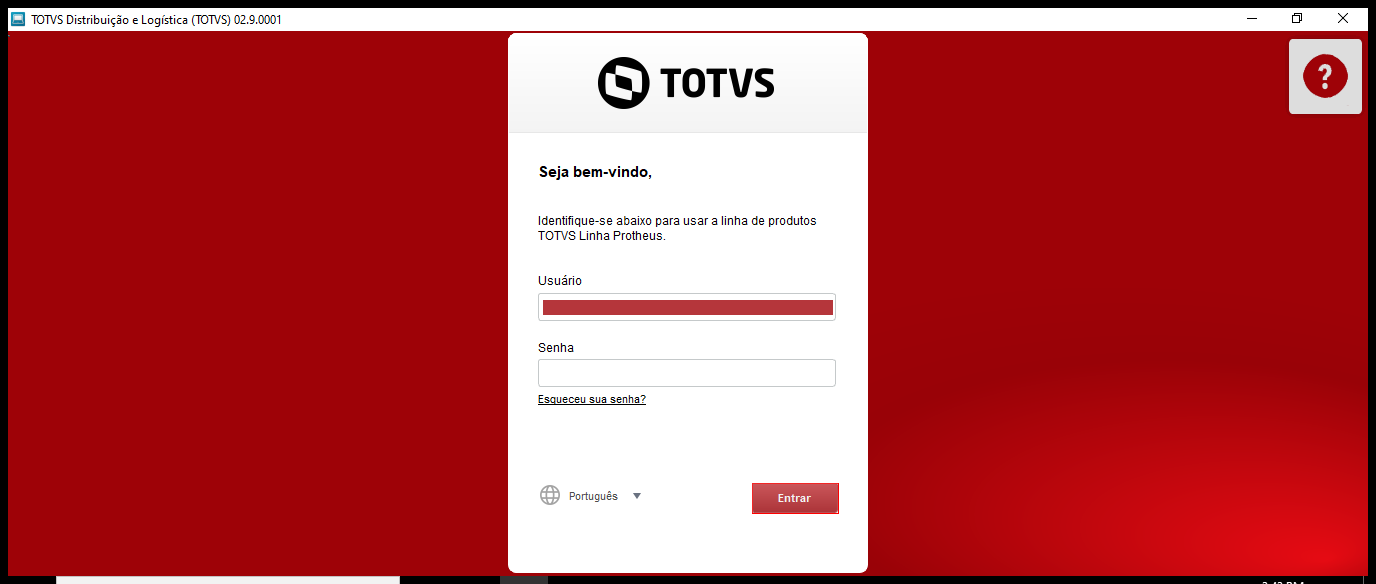 TOTVS Distribuição e Logística (TOTVS) 02.9.0001
TOTVS
?
Seja bem-vindo,
Identifique-se abaixo para usar a linha de produtos
TOTVS Linha Protheus.
Usuário
Senha
Esqueceu sua senha?
Português
Entrar